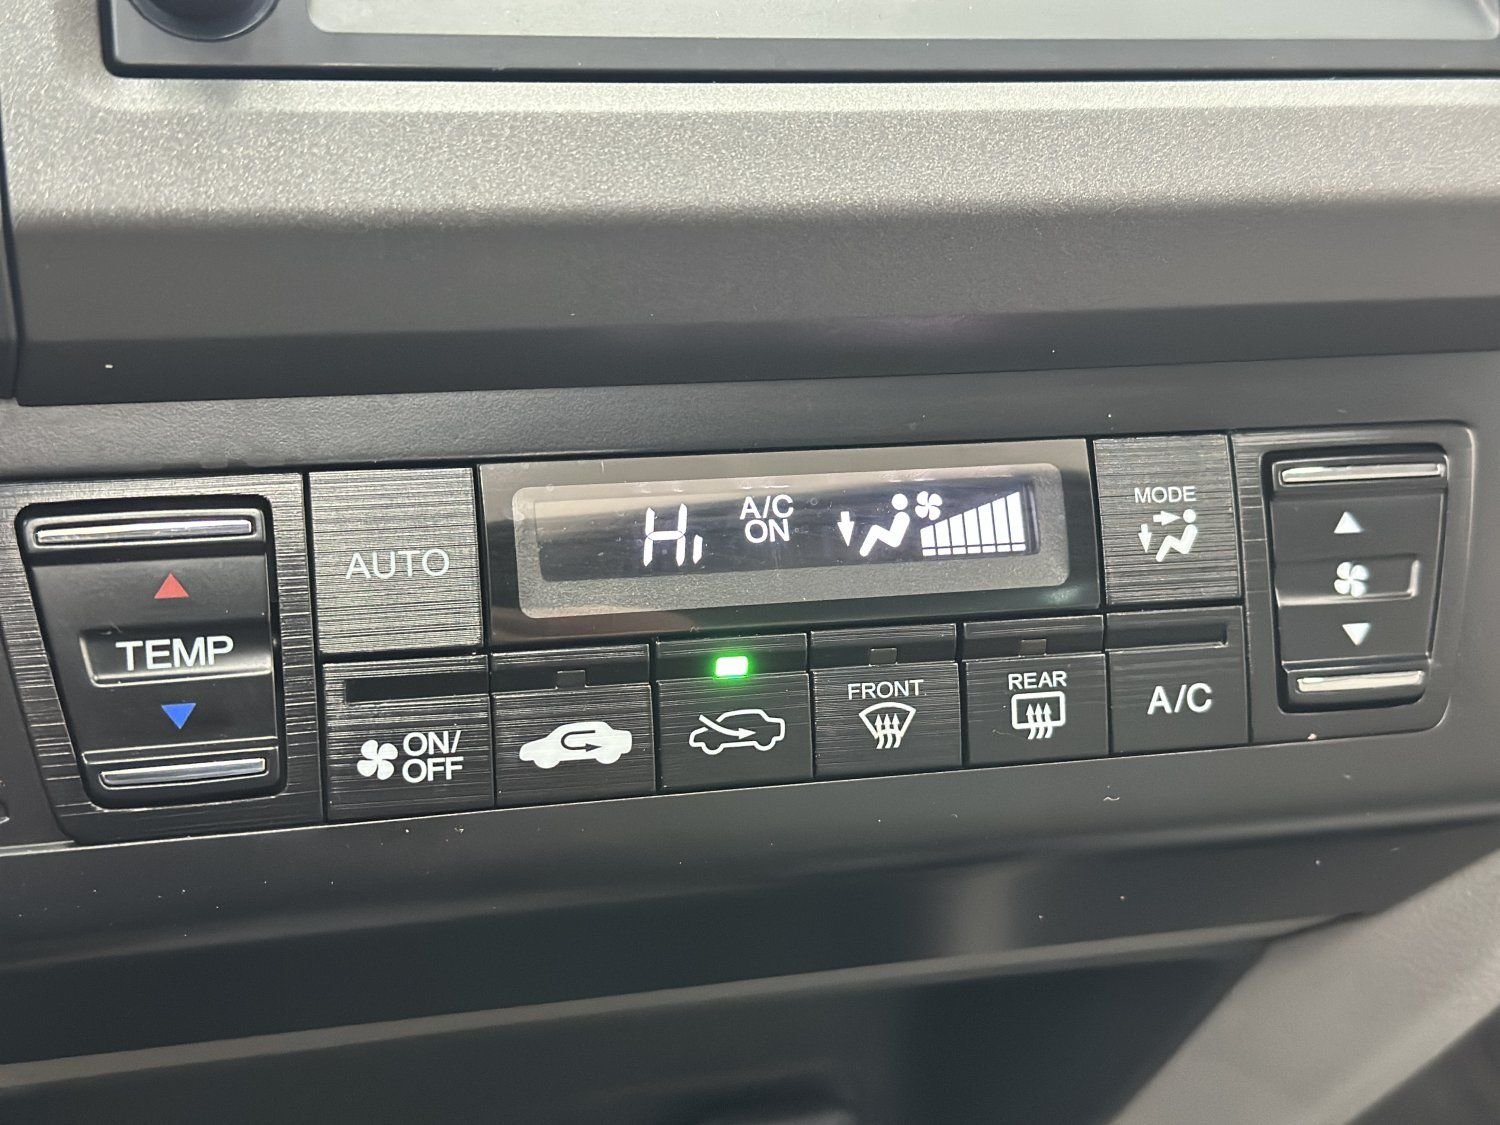 Hi
A/C
ON
MODE
AUTO
TEMP
ON/
OFF
FRONT
REAR
A/C